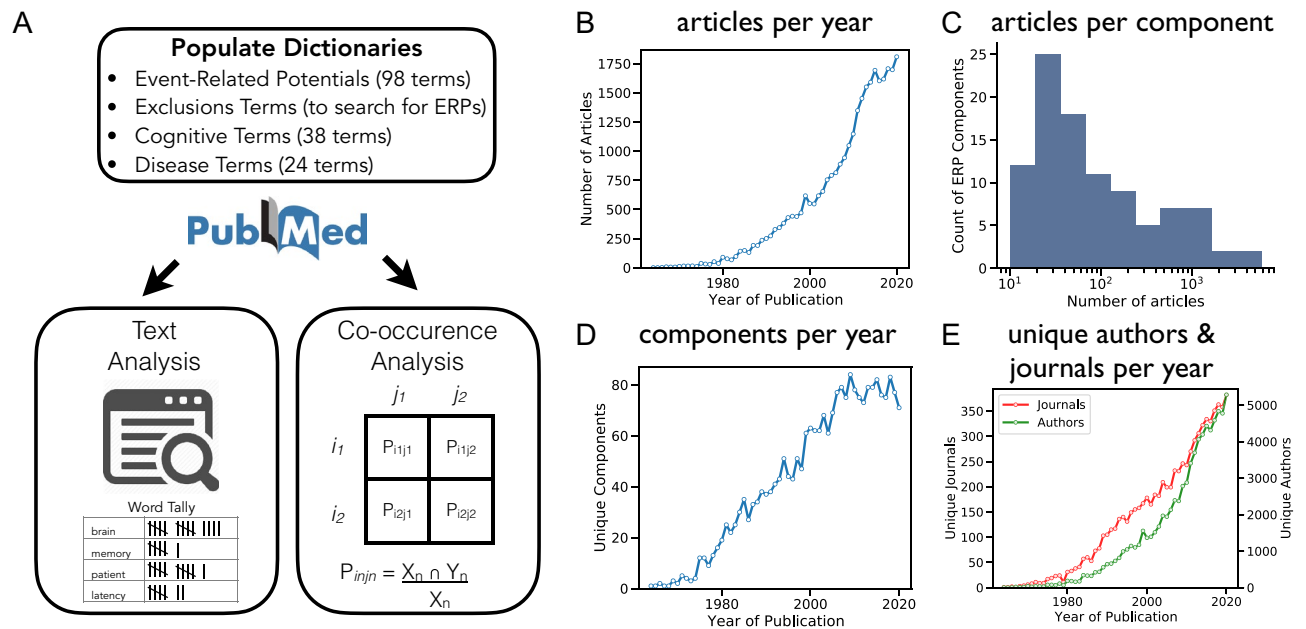 A
Populate Dictionaries
• Event-Related Potentials (98 terms)
• Exclusions Terms (to search for ERPs)
• Cognitive Terms (38 terms)
• Disease Terms (24 terms)
PubMed
Text
Analysis
Word Tally
brain
memory
patient
latency
Co-occurence
Analysis
j1 j2
i1 Pi1j1 Pi1j2
i2 Pi2j1 Pi2j2
Pinjn = Xn ∩ Yn
Xn
B articles per year
Number of Articles
1750
1500
1250
1000
750
500
250
0
1980 2000 2020
Year of Publication
C articles per component
Count of ERP Components
25
20
15
10
5
0
10¹ 10² 10³
Number of articles
D components per year
Unique Components
80
60
40
20
0
1980 2000 2020
Year of Publication
E unique authors &
journals per year
Journals
Authors
Unique Journals
350
300
250
200
150
100
50
0
5000
4000
3000
2000
1000
0
Unique Authors
1980 2000 2020
Year of Publication